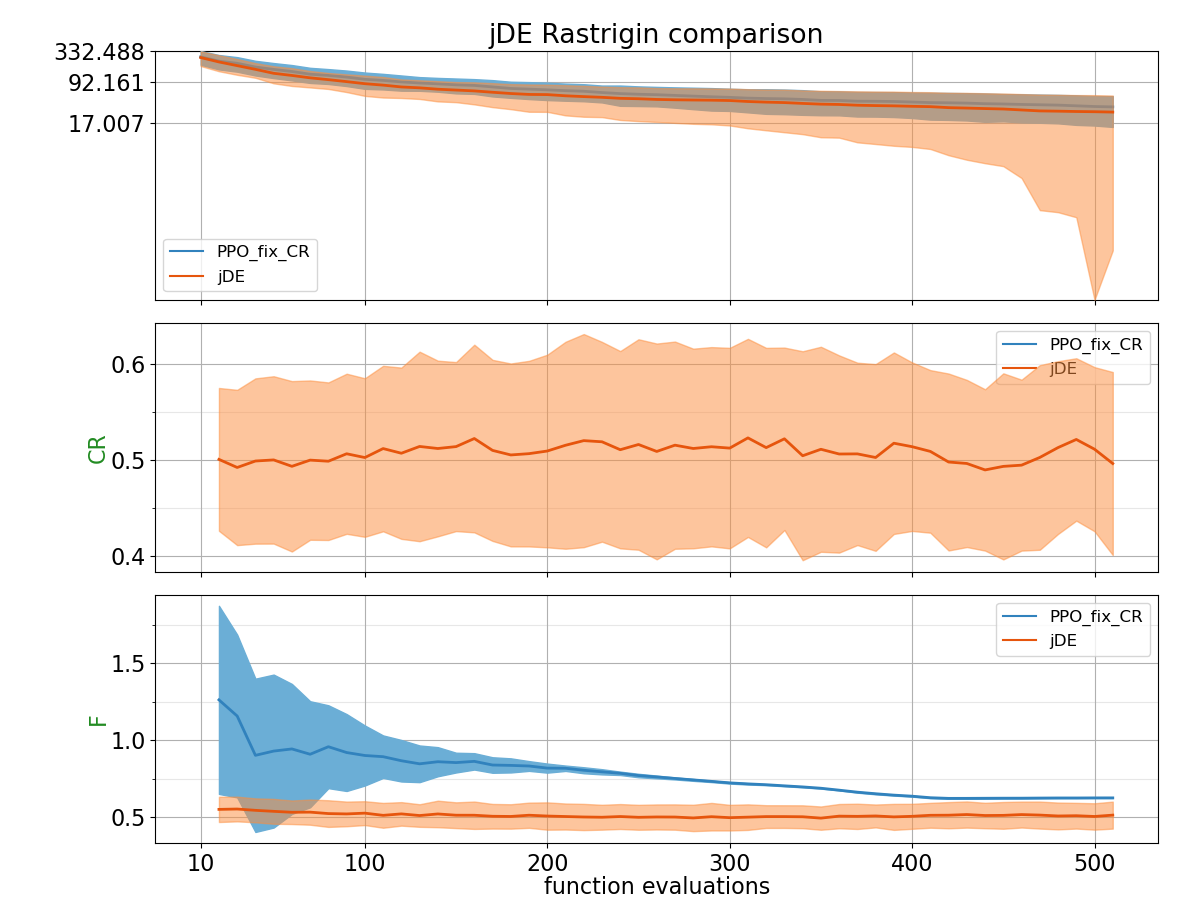 jDE Rastrigin comparison
332.488
92.161
17.007
PPO_fix_CR
jDE
CR
0.6
0.5
0.4
PPO_fix_CR
jDE
F
1.5
1.0
0.5
PPO_fix_CR
jDE
10 100 200 300 400 500
function evaluations